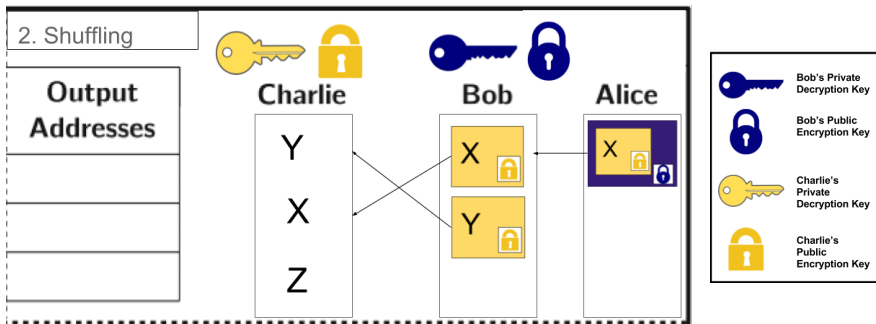 2. Shuffling
Output
Addresses
Charlie
Bob
Alice
Y
X
Z
X
Y
X
Bob's Private
Decryption Key
Bob's Public
Encryption Key
Charlie's
Private
Decryption Key
Charlie's
Public
Encryption Key